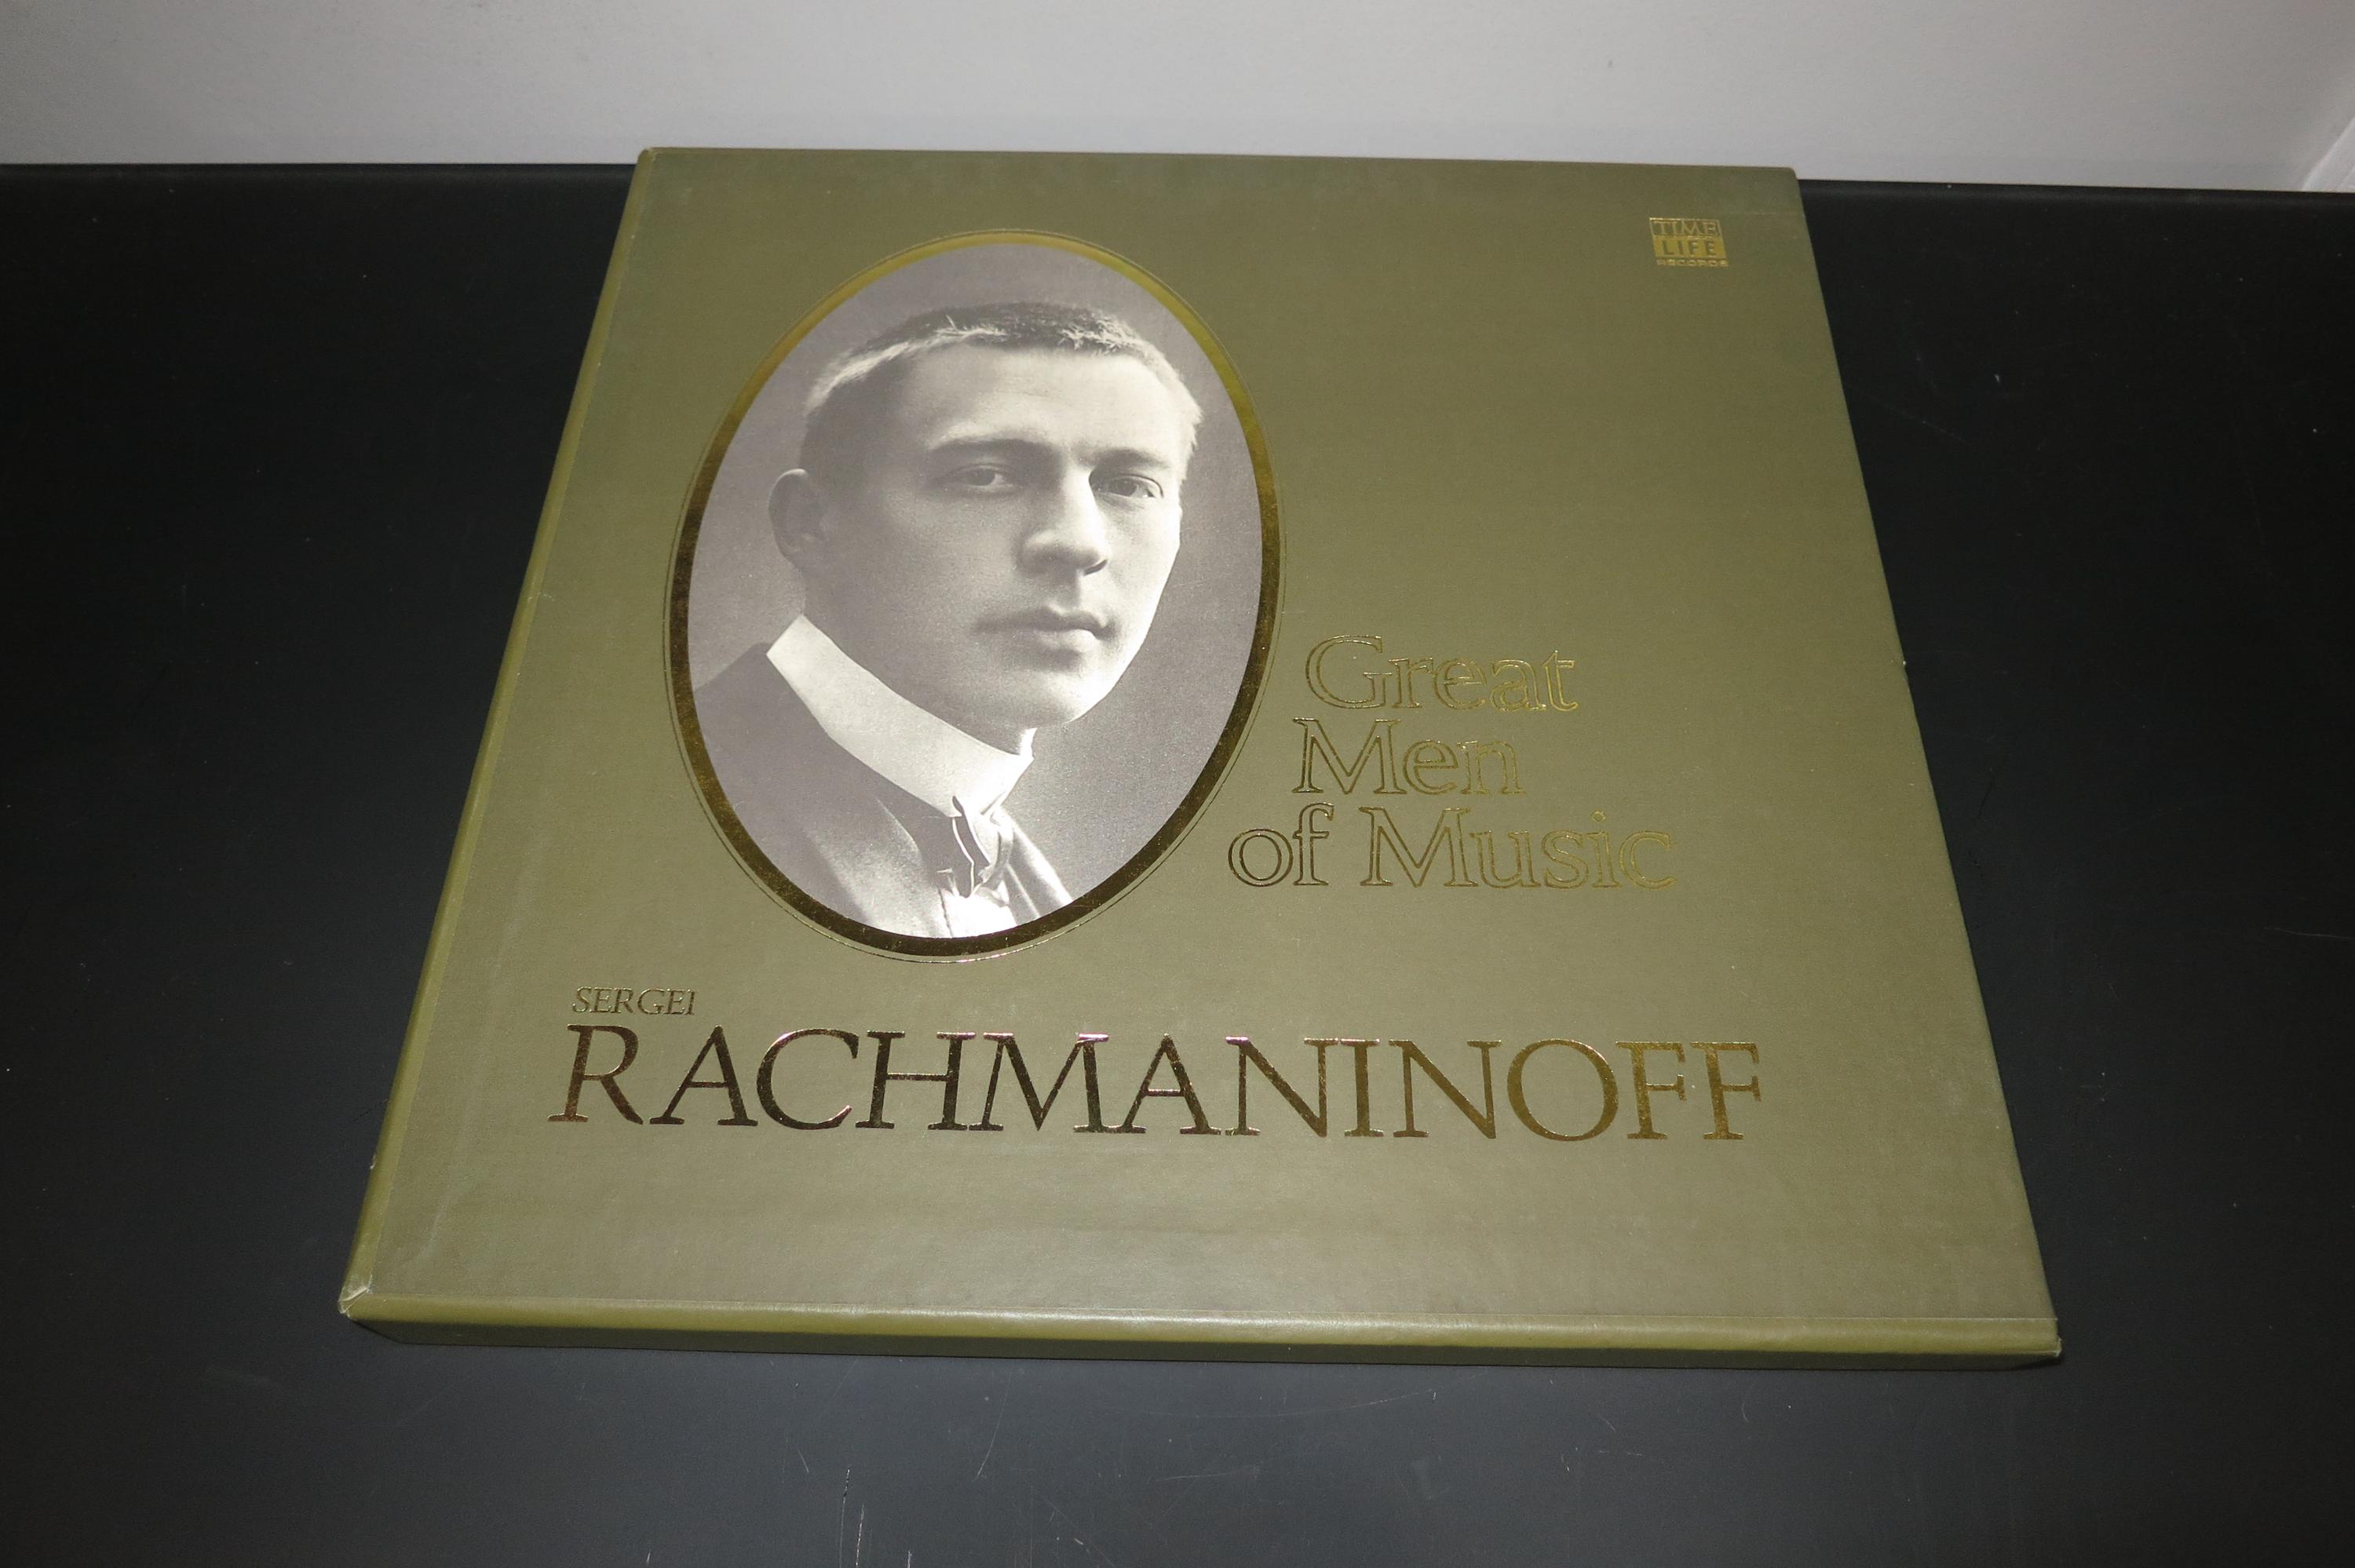 TIME
LIFE
RECORDS
Great
Men
of Music
SERGEI
RACHMANINOFF